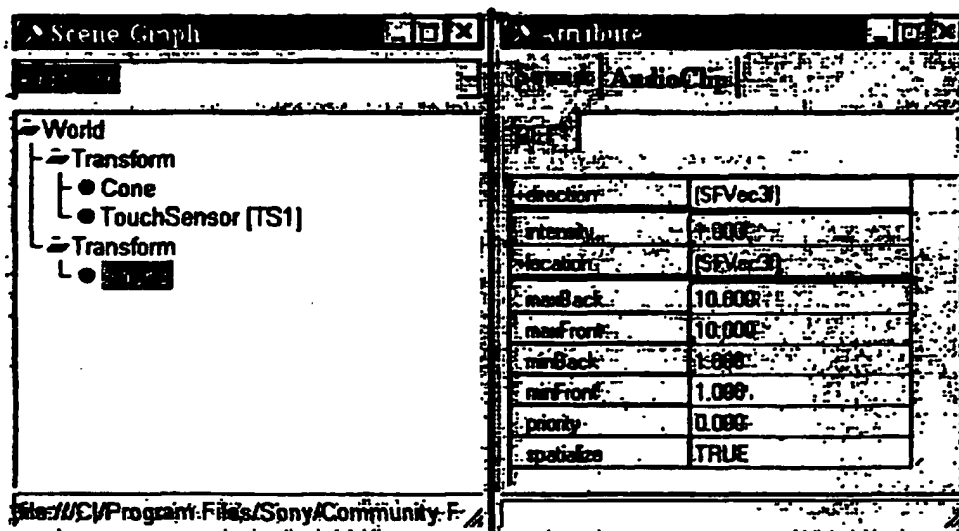 Scene Graph
World
Transform
Cone
TouchSensor [TS1]
Transform
file:///C|/Program Files/Sony/Community F
Attribute
Sound AudioClip
direction [SFVec3f]
intensity 1.000
location [SFVec3f]
maxBack 10.000
maxFront 10.000
minBack 1.000
minFront 1.000
priority 0.000
spatialize TRUE